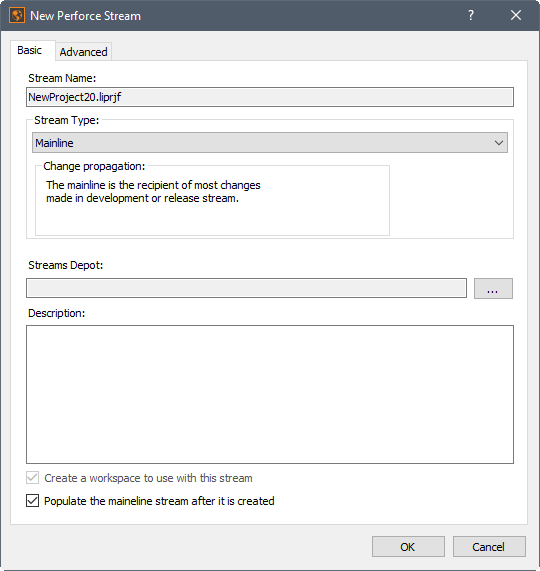 New Perforce Stream
?
Basic
Advanced
Stream Name:
NewProject20.liprjf
Stream Type:
Mainline
Change propagation:
The mainline is the recipient of most changes
made in development or release stream.
Streams Depot:
...
Description:
Create a workspace to use with this stream
Populate the maineline stream after it is created
OK
Cancel